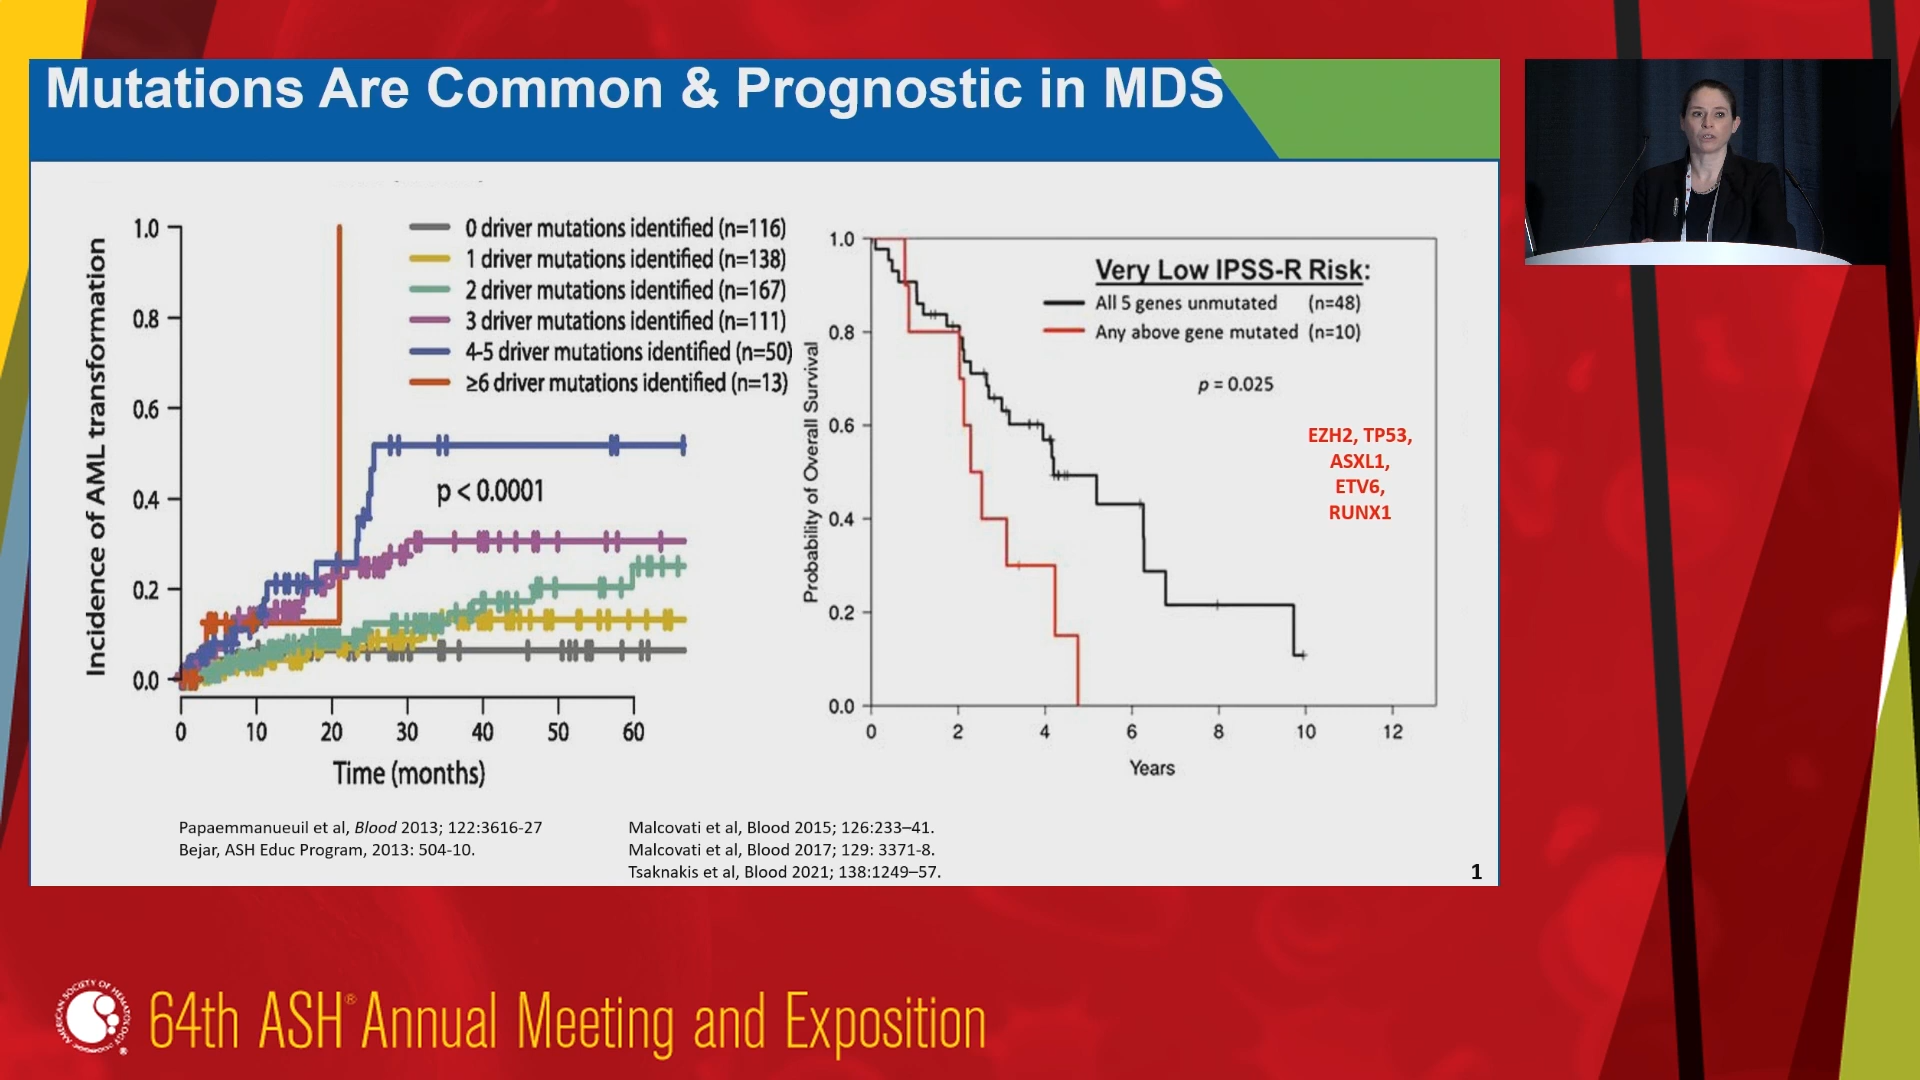 Mutations Are Common & Prognostic in MDS
Incidence of AML transformation
1.0
0.8
0.6
0.4
0.2
0.0
0 driver mutations identified (n=116)
1 driver mutations identified (n=138)
2 driver mutations identified (n=167)
3 driver mutations identified (n=111)
4-5 driver mutations identified (n=50)
≥6 driver mutations identified (n=13)
p < 0.0001
0 10 20 30 40 50 60
Time (months)
Probability of Overall Survival
1.0
0.8
0.6
0.4
0.2
0.0
Very Low IPSS-R Risk:
All 5 genes unmutated (n=48)
Any above gene mutated (n=10)
p = 0.025
EZH2, TP53,
ASXL1,
ETV6,
RUNX1
0 2 4 6 8 10 12
Years
Papaemmanueuil et al, Blood 2013; 122:3616-27
Bejar, ASH Educ Program, 2013: 504-10.
Malcovati et al, Blood 2015; 126:233–41.
Malcovati et al, Blood 2017; 129: 3371-8.
Tsaknakis et al, Blood 2021; 138:1249–57.
1
AMERICAN SOCIETY OF HEMATOLOGY
64th ASH® Annual Meeting and Exposition